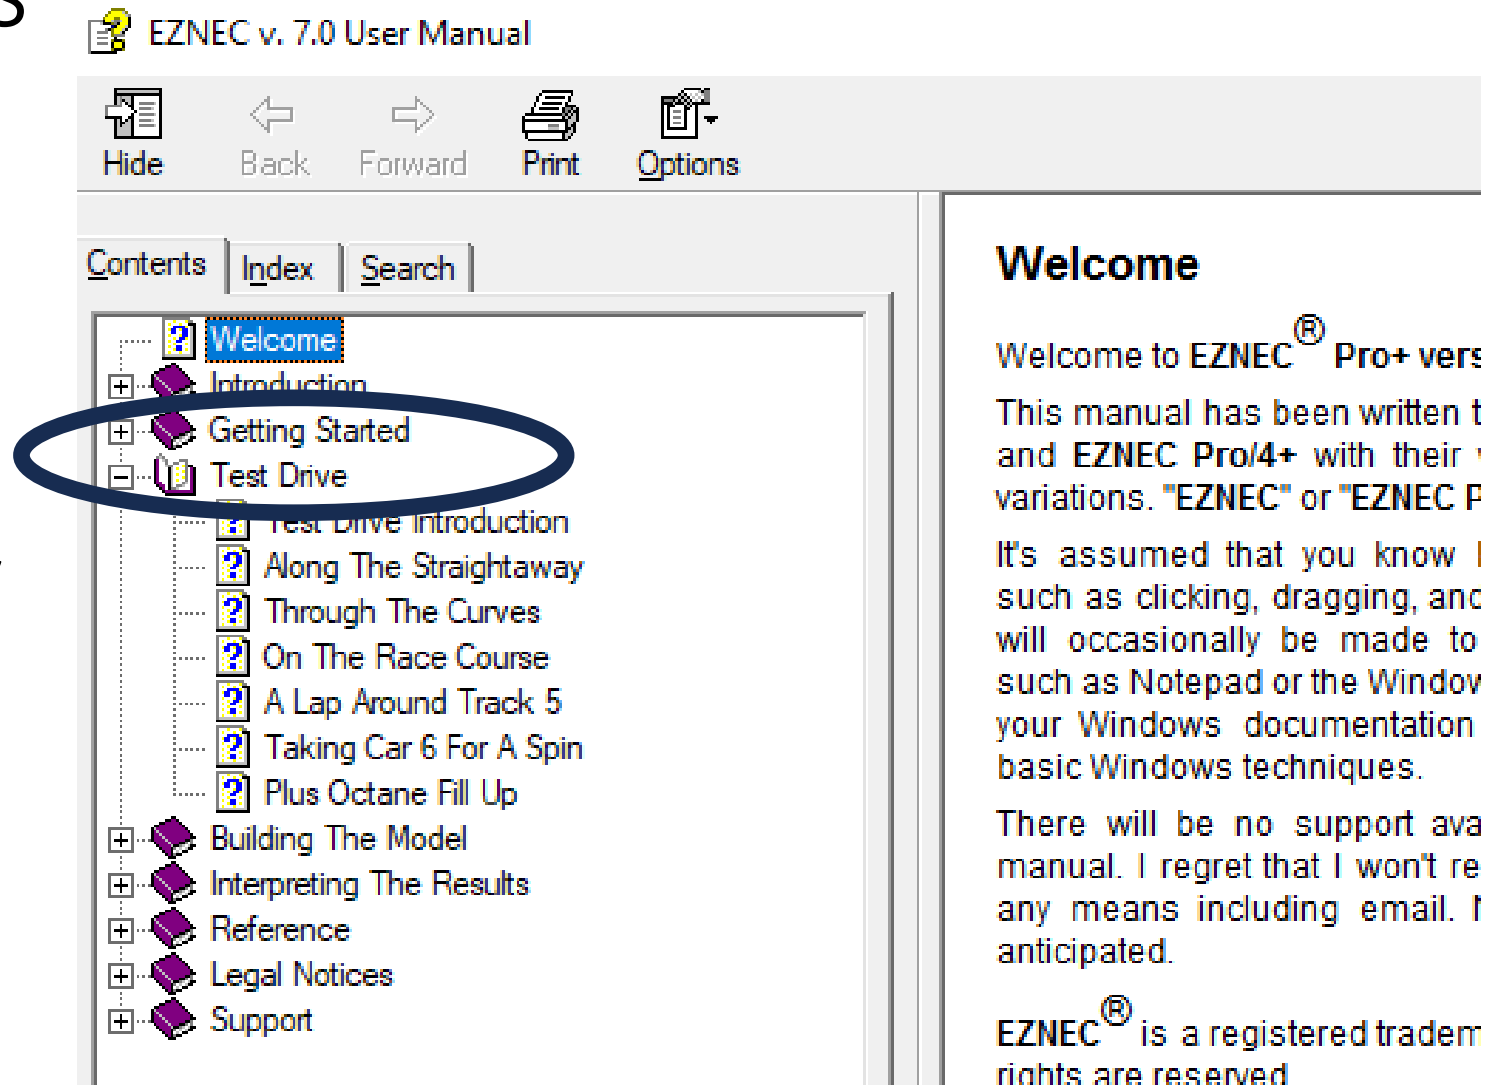 EZNEC v. 7.0 User Manual
Hide Back Forward Print Options
Contents Index Search
Welcome
Introduction
Getting Started
Test Drive
Test Drive Introduction
Along The Straightaway
Through The Curves
On The Race Course
A Lap Around Track 5
Taking Car 6 For A Spin
Plus Octane Fill Up
Building The Model
Interpreting The Results
Reference
Legal Notices
Support
Welcome
Welcome to EZNEC® Pro+ vers
This manual has been written t
and EZNEC Pro/4+ with their
variations. "EZNEC" or "EZNEC P
It's assumed that you know
such as clicking, dragging, and
will occasionally be made to
such as Notepad or the Window
your Windows documentation
basic Windows techniques.
There will be no support ava
manual. I regret that I won't re
any means including email. N
anticipated.
EZNEC® is a registered tradem
rights are reserved